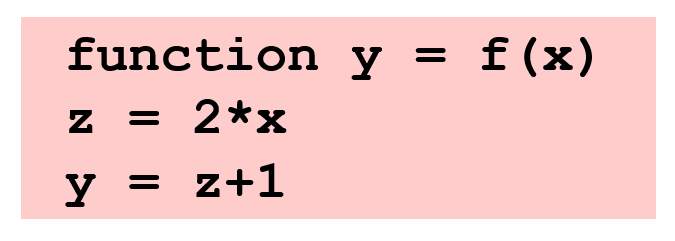 function y = f(x)
z = 2*x
y = z+1